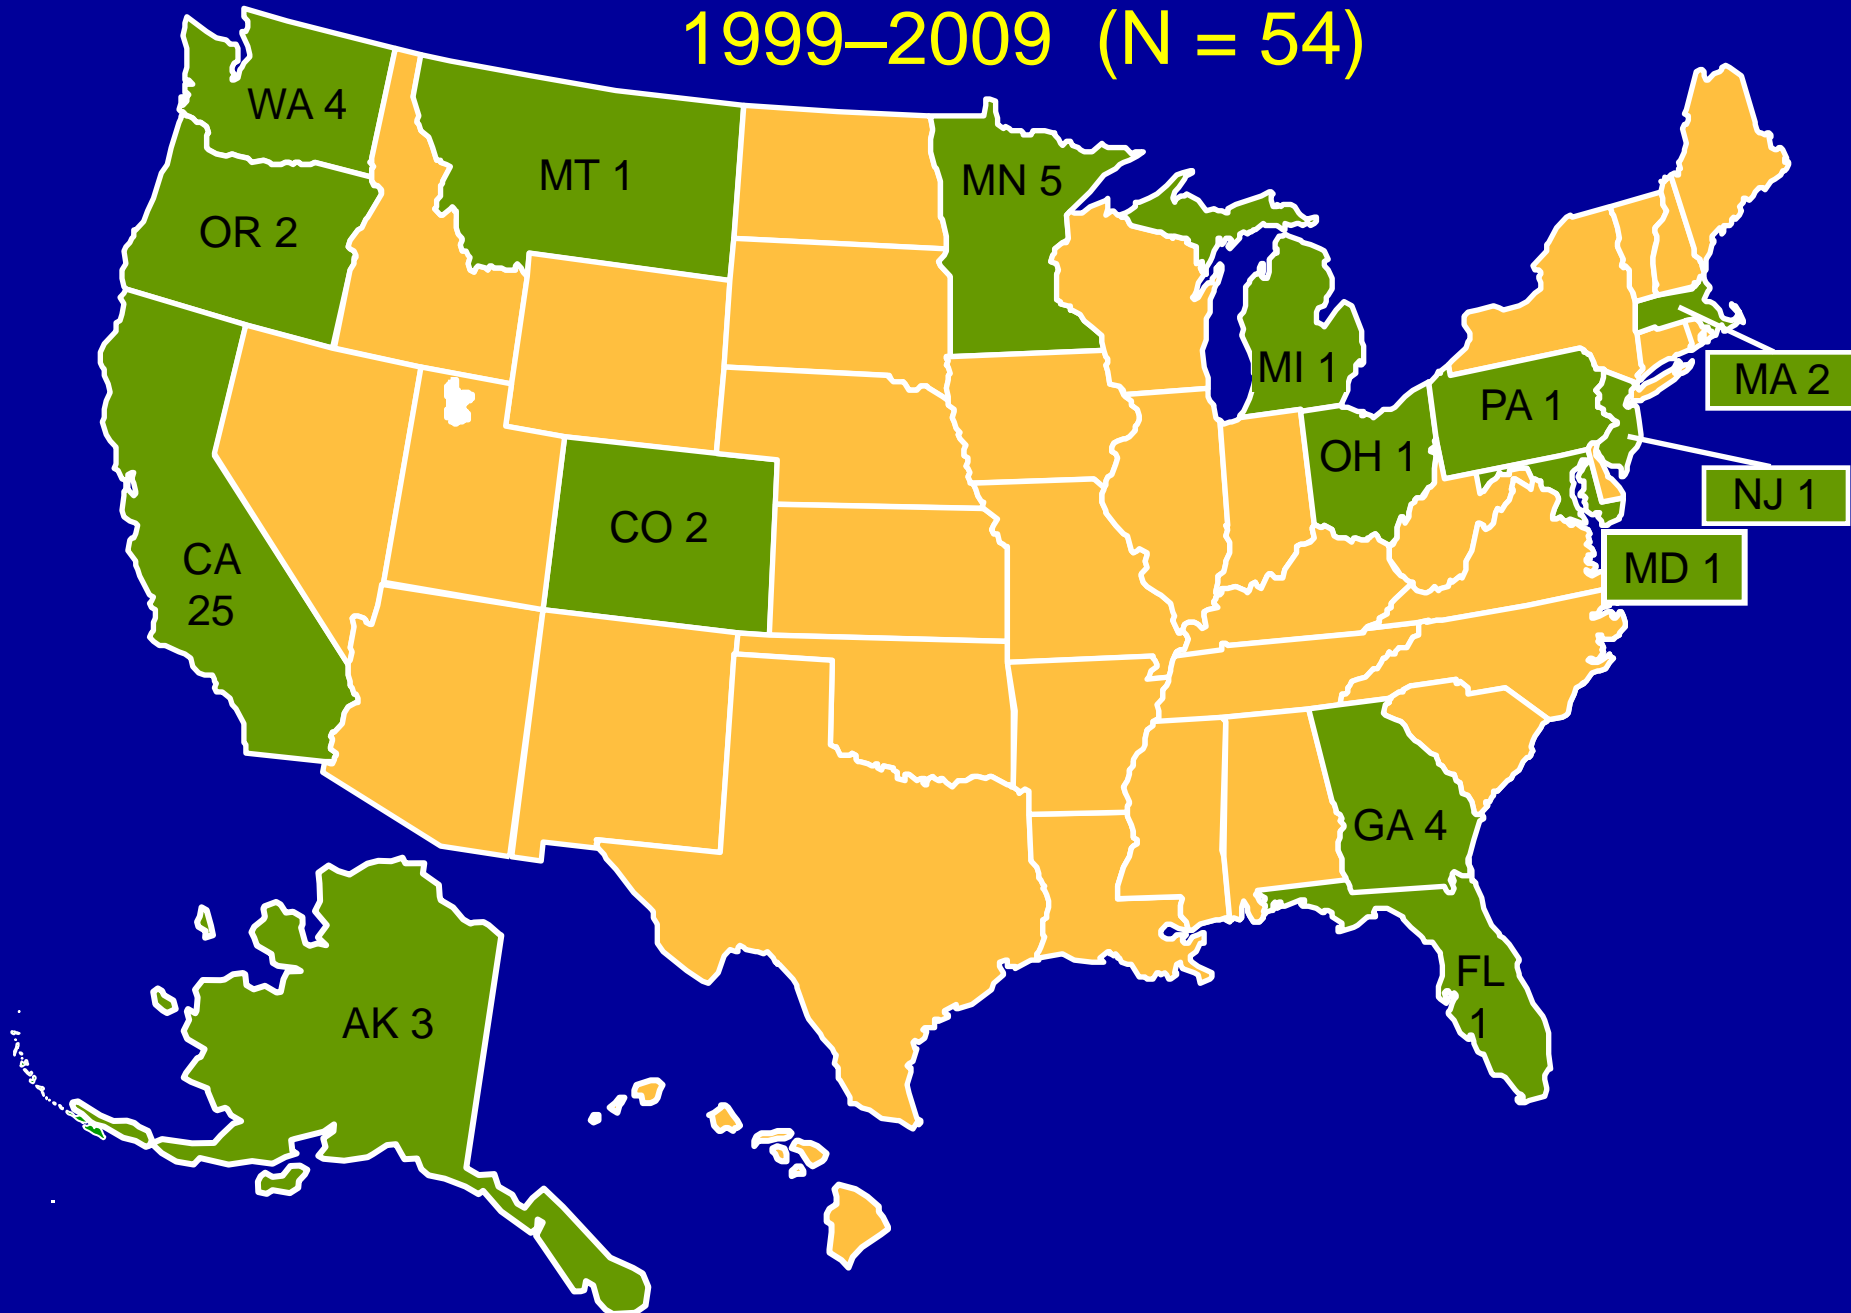 1999–2009 (N = 54)
WA 4
MT 1
MN 5
OR 2
MI 1
MA 2
PA 1
OH 1
NJ 1
CO 2
CA
25
MD 1
GA 4
FL
1
AK 3